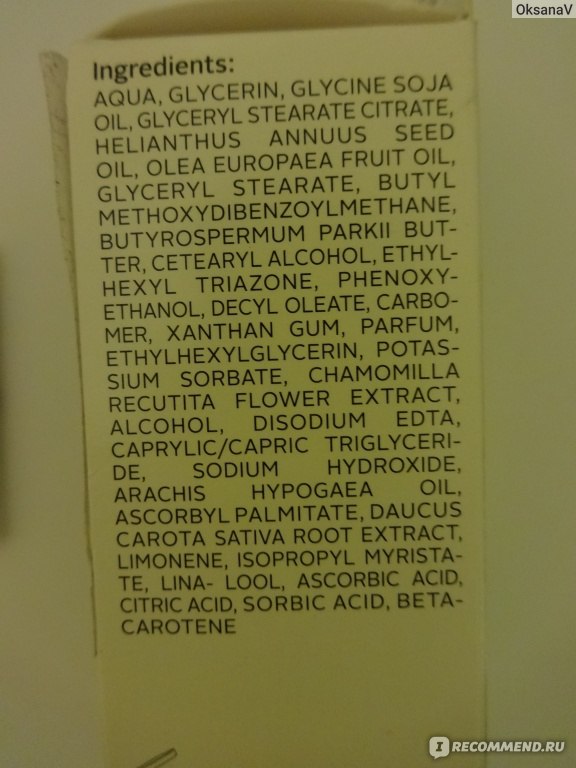 OksanaV
Ingredients:
AQUA, GLYCERIN, GLYCINE SOJA
OIL, GLYCERYL STEARATE CITRATE,
HELIANTHUS ANNUUS SEED
OIL, OLEA EUROPAEA FRUIT OIL,
GLYCERYL STEARATE, BUTYL
METHOXYDIBENZOYLMETHANE,
BUTYROSPERMUM PARKII BUT-
TER, CETEARYL ALCOHOL, ETHYL-
HEXYL TRIAZONE, PHENOXY-
ETHANOL, DECYL OLEATE, CARBO-
MER, XANTHAN GUM, PARFUM,
ETHYLHEXYLGLYCERIN, POTAS-
SIUM SORBATE, CHAMOMILLA
RECUTITA FLOWER EXTRACT,
ALCOHOL, DISODIUM EDTA,
CAPRYLIC/CAPRIC TRIGLYCERI-
DE, SODIUM HYDROXIDE,
ARACHIS HYPOGAEA OIL,
ASCORBYL PALMITATE, DAUCUS
CAROTA SATIVA ROOT EXTRACT,
LIMONENE, ISOPROPYL MYRISTA-
TE, LINA- LOOL, ASCORBIC ACID,
CITRIC ACID, SORBIC ACID, BETA-
CAROTENE
IRECOMMEND.RU